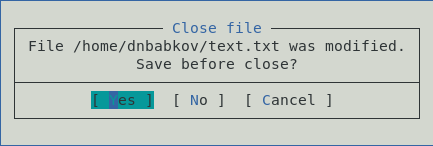 Close file
File /home/dnbabkov/text.txt was modified.
Save before close?
[ Yes ] [ No ] [ Cancel ]